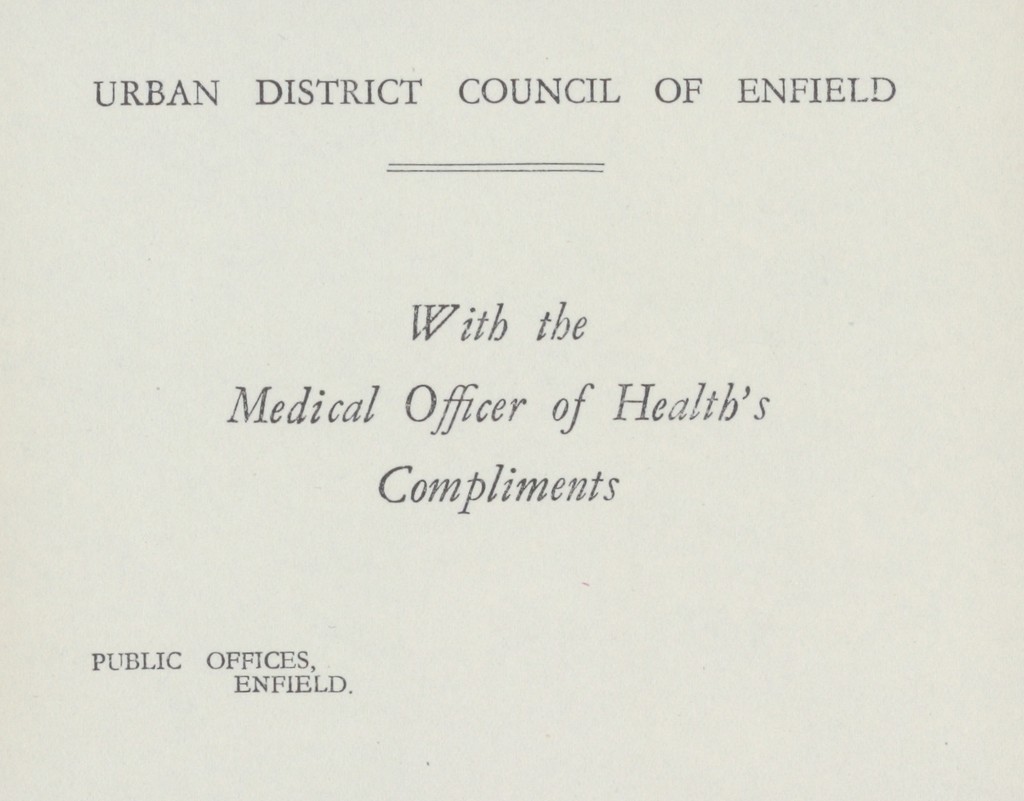 URBAN DISTRICT COUNCIL OF ENFIELD
With the
Medical Officer of Health's
Compliments
PUBLIC OFFICES,
ENFIELD.